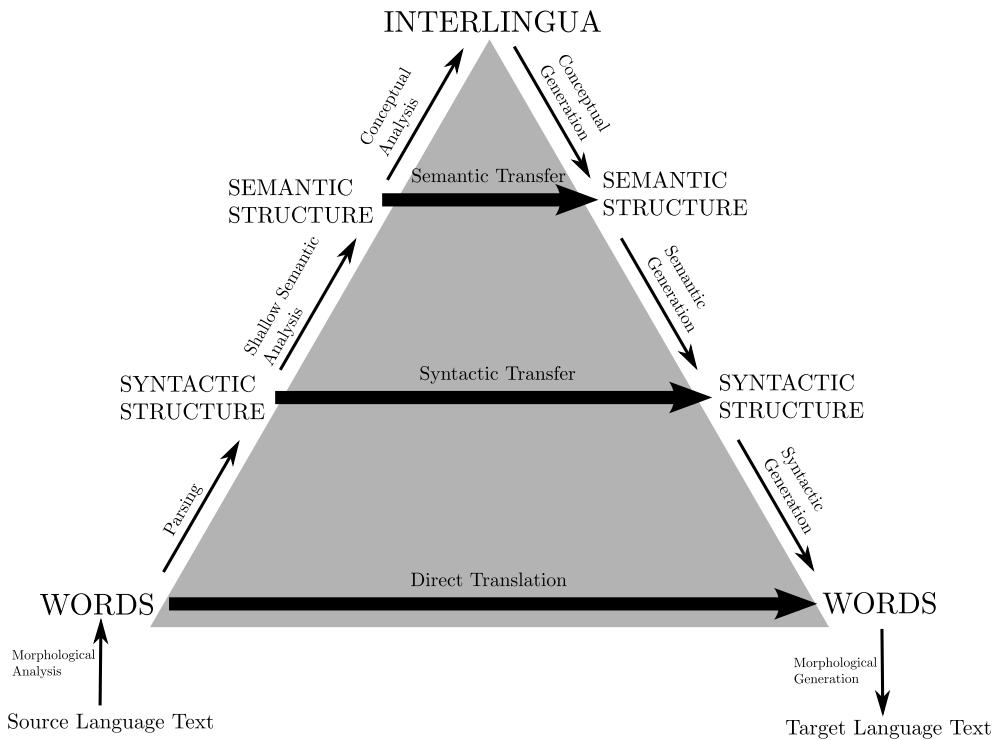 INTERLINGUA
Conceptual
Analysis
Conceptual
Generation
Semantic Transfer
SEMANTIC
STRUCTURE
SEMANTIC
STRUCTURE
Shallow Semantic
Analysis
Semantic
Generation
Syntactic Transfer
SYNTACTIC
STRUCTURE
SYNTACTIC
STRUCTURE
Parsing
Syntactic
Generation
Direct Translation
WORDS
WORDS
Morphological
Analysis
Morphological
Generation
Source Language Text
Target Language Text